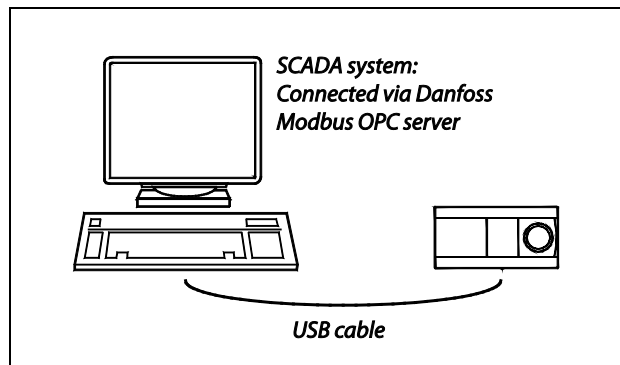 SCADA system:
Connected via Danfoss
Modbus OPC server
USB cable